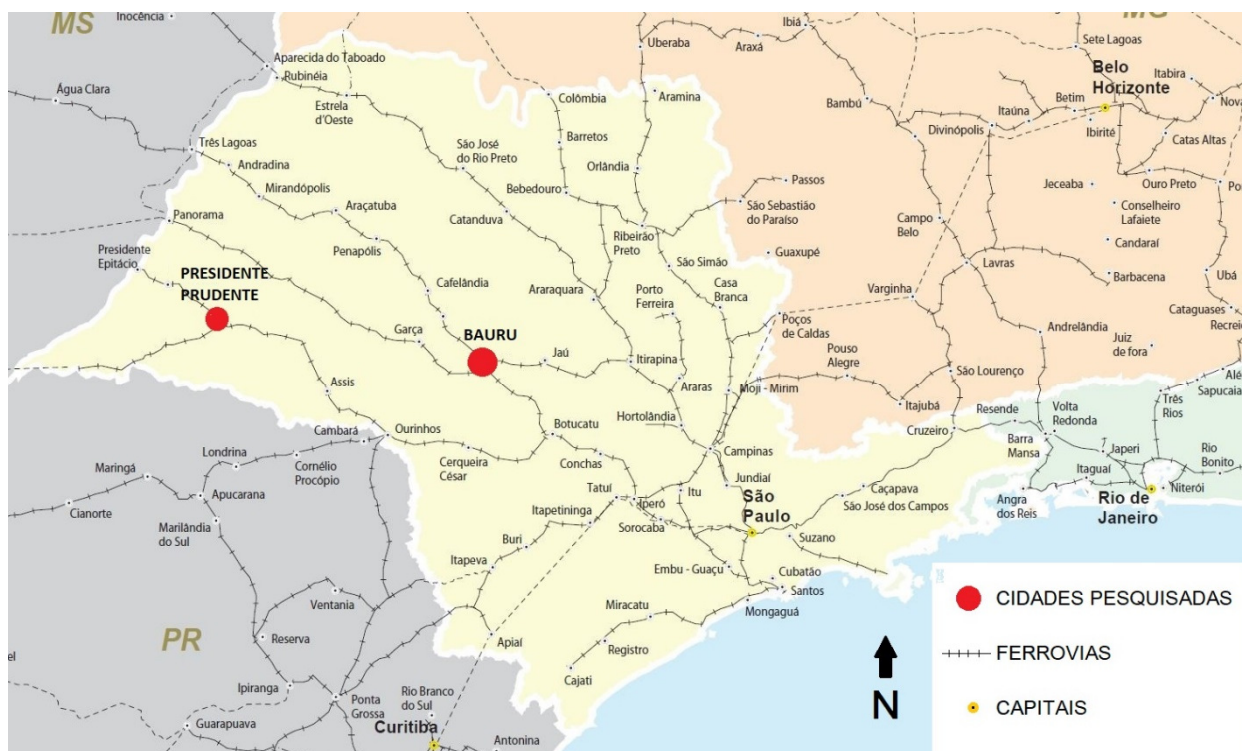 MS
MG
Inocência
Ibiá
Uberaba
Araxá
Sete Lagoas
Aparecida do Taboado
Rubinéia
Belo
Horizonte
Itabira
Água Clara
Estrela
d'Oeste
Colômbia
Aramina
Bambú
Itaúna
Betim
Nova
Divinópolis
Ibirité
Catas Altas
Barretos
Três Lagoas
Andradina
São José
do Rio Preto
Orlândia
Mirandópolis
Bebedouro
Passos
Jeceaba
Ouro Preto
Araçatuba
Catanduva
São Sebastião
do Paraíso
Conselheiro
Lafaiete
Panorama
Campo
Belo
Penápolis
Ribeirão
Preto
Guaxupé
Candaraí
Presidente
Epitácio
PRESIDENTE
PRUDENTE
São Simão
Lavras
Barbacena
Ubá
Cafelândia
Araraquara
Porto
Ferreira
Casa
Branca
Varginha
Cataguases
Recreio
Garça
BAURU
Poços
de Caldas
Andrelândia
Juiz
de fora
Jaú
Itirapina
Pouso
Alegre
São Lourenço
Alé
Sapucaia
Assis
Araras
Moji - Mirim
Itajubá
Três
Rios
Hortolândia
Resende
Volta
Redonda
Cambará
Ourinhos
Botucatu
Cruzeiro
Barra
Mansa
Japeri
Rio
Bonito
Londrina
Cornélio
Procópio
Cerqueira
César
Conchas
Campinas
Itaguaí
Maringá
Apucarana
Tatuí
Iperó
Itu
Jundiaí
São
Paulo
Caçapava
São José dos Campos
Angra
dos Reis
Rio de
Janeiro
Niterói
Cianorte
Marilândia
do Sul
Itapetininga
Sorocaba
Buri
Suzano
Itapeva
Embu - Guaçu
Cubatão
Santos
Ventania
Miracatu
Mongaguá
CIDADES PESQUISADAS
PR
Reserva
Apiaí
Registro
FERROVIAS
Cajati
Ipiranga
Ponta
Grossa
Rio Branco
do Sul
N
CAPITAIS
Guarapuava
Curitiba
Antonina